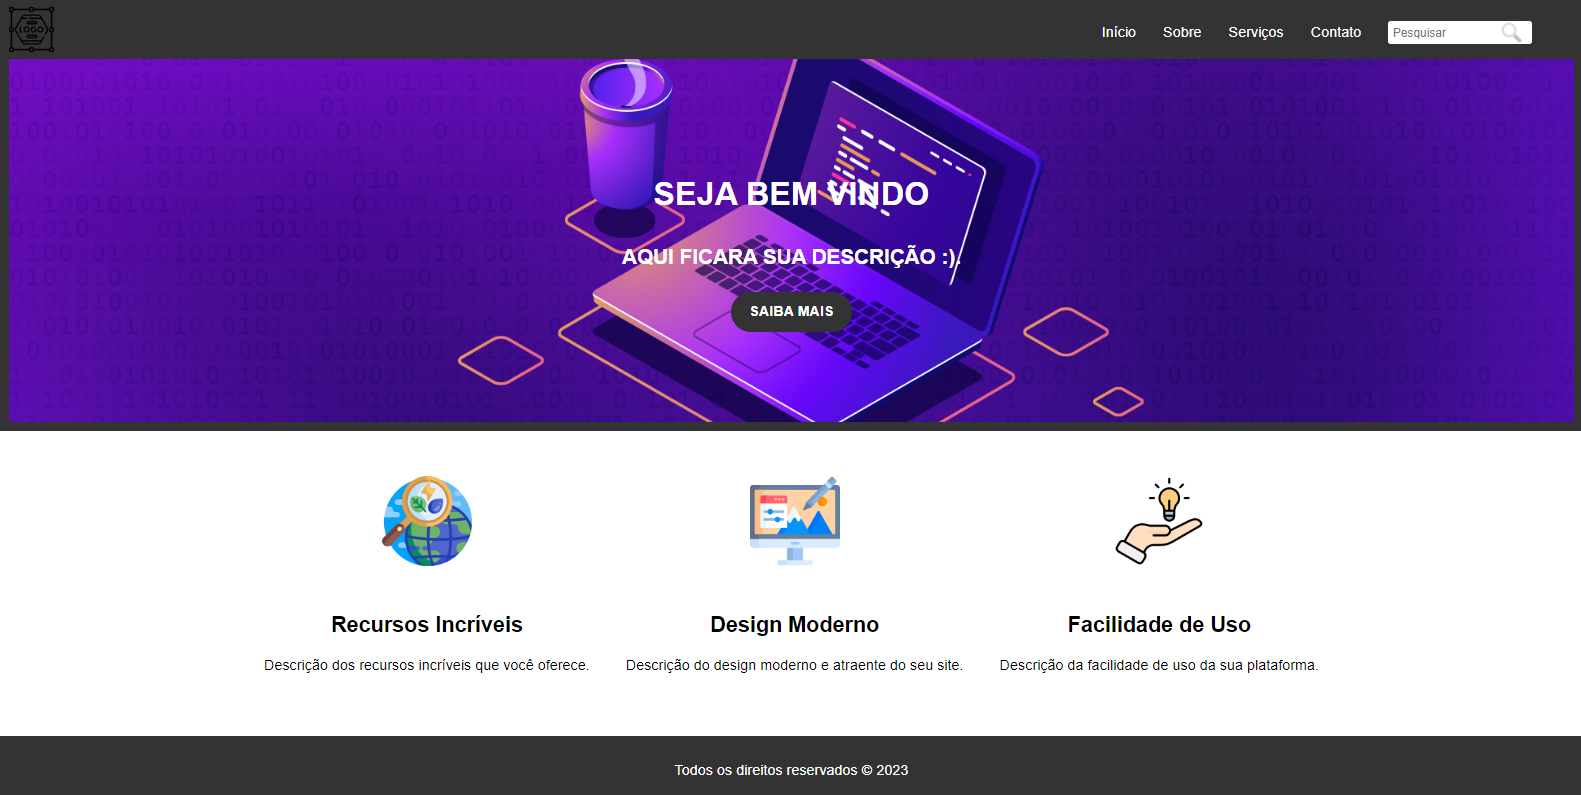 LOGO
Início Sobre Serviços Contato Pesquisar
SEJA BEM VINDO
AQUI FICARA SUA DESCRIÇÃO :).
SAIBA MAIS
Recursos Incríveis
Descrição dos recursos incríveis que você oferece.
Design Moderno
Descrição do design moderno e atraente do seu site.
Facilidade de Uso
Descrição da facilidade de uso da sua plataforma.
Todos os direitos reservados © 2023